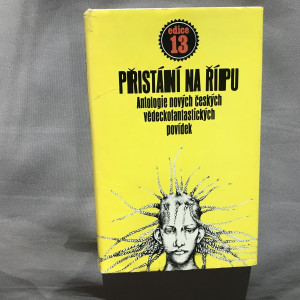 edice
13
PŘISTÁNÍ NA ŘÍPU
Antologie nových českých
vědeckofantastických
povídek